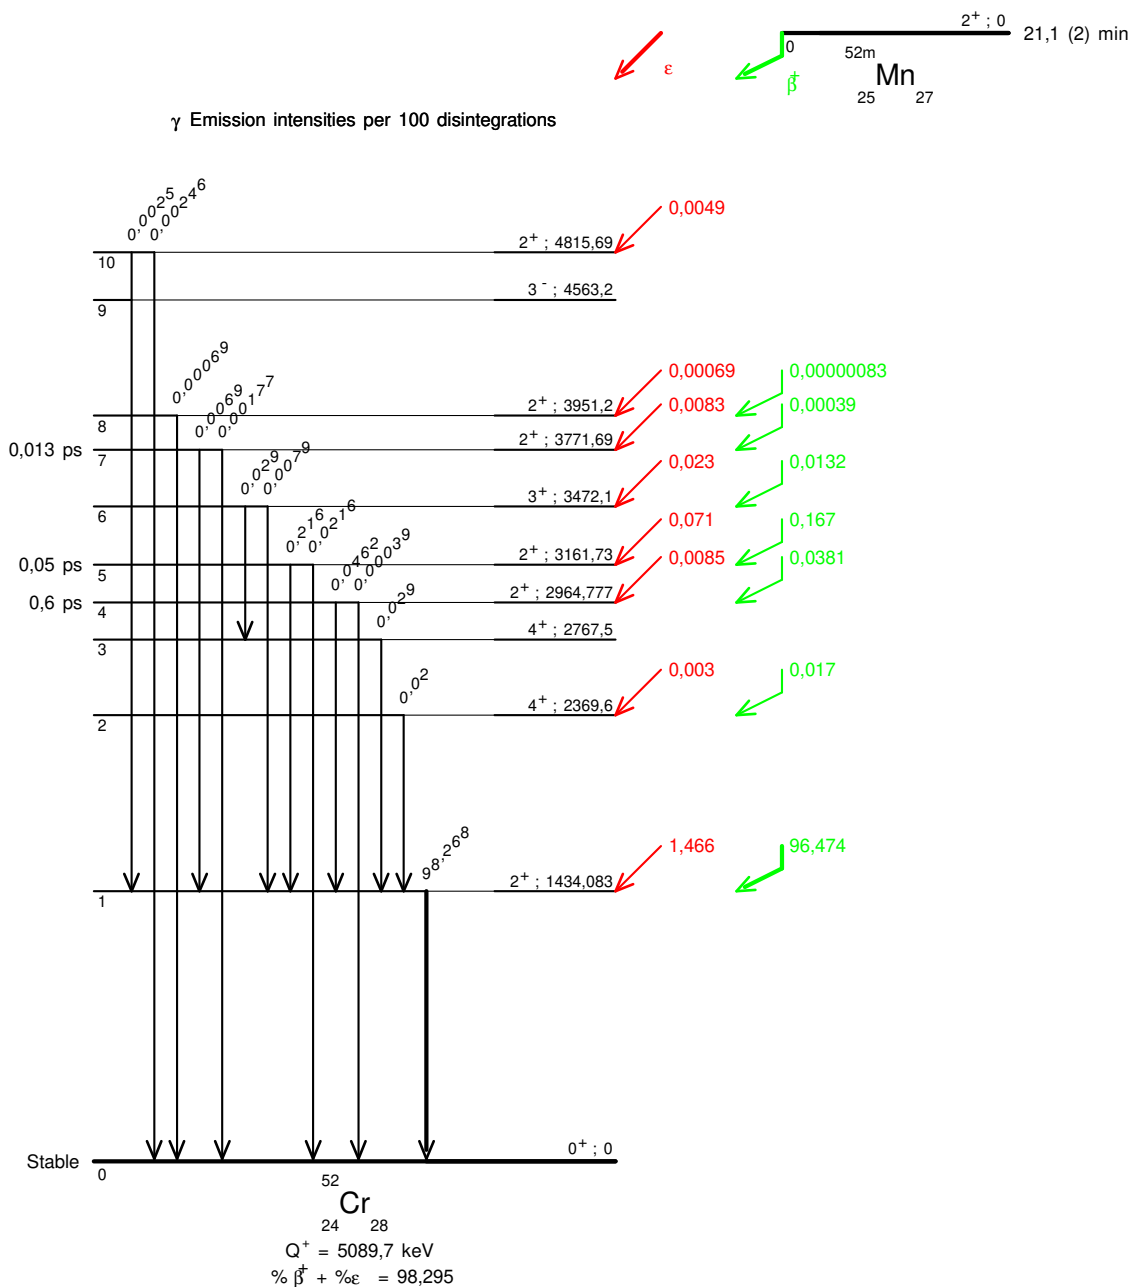 2+ ; 0
21,1 (2) min
0
ε
β+
52m
Mn
25 27
γ Emission intensities per 100 disintegrations
0,0025 0,00246
0,0049
2+ ; 4815,69
10
3- ; 4563,2
9
0,00069
0,00069 0,00000083
2+ ; 3951,2
8
0,0069 0,00177
0,0083 0,00039
0,013 ps
2+ ; 3771,69
7
0,029 0,0079
0,023 0,0132
3+ ; 3472,1
6
0,216 0,0216
0,071 0.167
0,05 ps
2+ ; 3161,73
5
0,0462 0,00039
0,0085 0,0381
0,6 ps
2+ ; 2964,777
4
0,029
4+ ; 2767,5
3
0,02
0,003 0,017
4+ ; 2369,6
2
98,268
1,466 96,474
2+ ; 1434,083
1
Stable
0+ ; 0
0
52
Cr
24 28
Q+ = 5089,7 keV
% β+ + %ε = 98,295